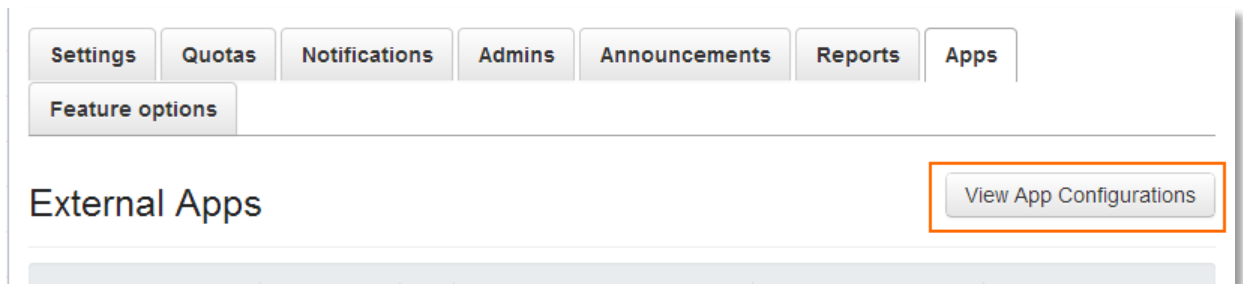 Settings Quotas Notifications Admins Announcements Reports Apps
Feature options
External Apps
View App Configurations